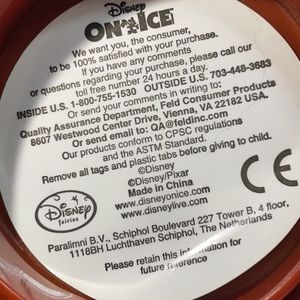 Disney
ON ICE
We want you, the consumer,
to be 100% satisfied with your purchase.
If you have any comments
or questions regarding your purchase, please call our
toll free number 24 hours a day.
INSIDE U.S. 1-800-755-1530 OUTSIDE U.S. 703-448-3683
Or send your comments in writing to:
Quality Assurance Department, Feld Consumer Products
8607 Westwood Center Drive, Vienna, VA 22182 USA.
Or send email to: QA@feldinc.com
Our products conform to CPSC regulations
and the ASTM Standard.
Remove all tags and plastic tabs before giving to child.
©Disney
©Disney/Pixar
Made in China
www.disneyonice.com
www.disneylive.com
Disney
fairies
CE
Paralimni B.V., Schiphol Boulevard 227 Tower B, 4 floor,
1118BH Luchthaven Schiphol, The Netherlands
Please retain this information for
future reference